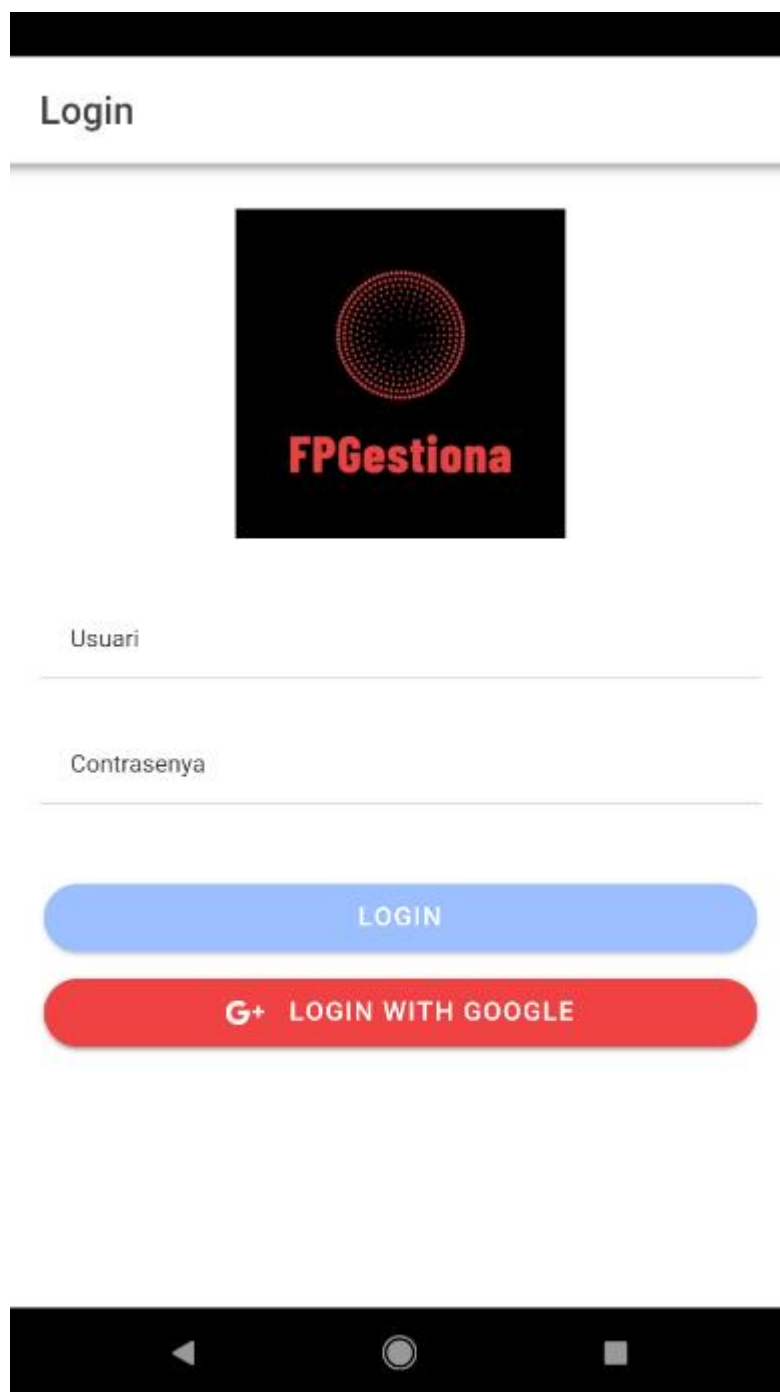 Login
FPGestiona
Usuari
Contrasenya
LOGIN
G+ LOGIN WITH GOOGLE